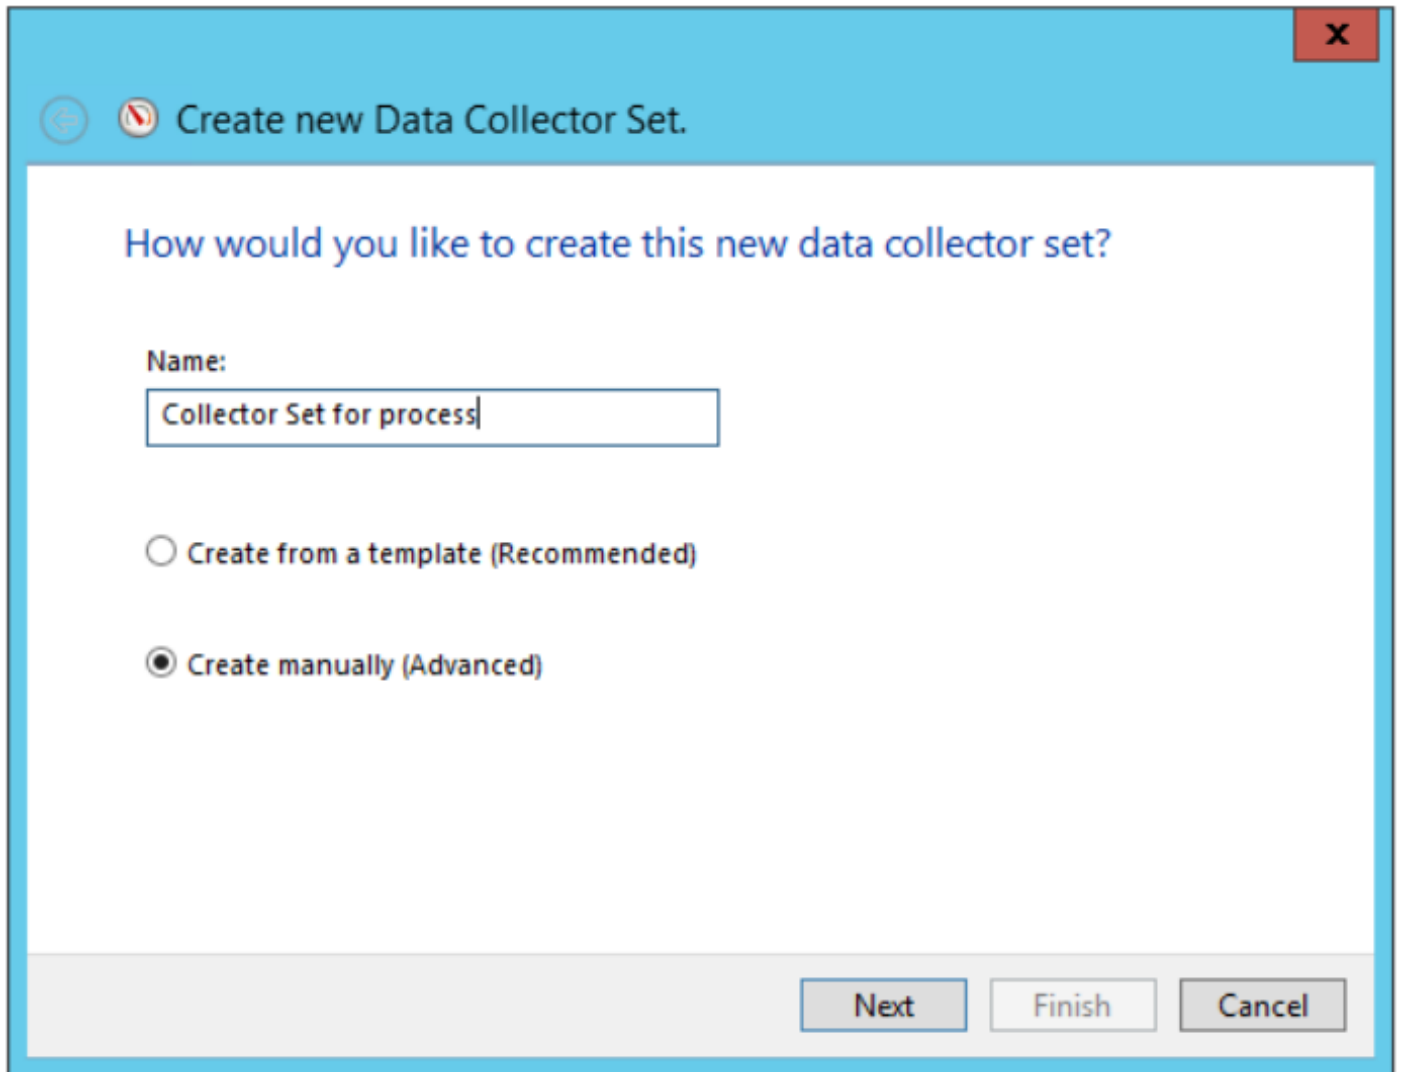 x
Create new Data Collector Set.
How would you like to create this new data collector set?
Name:
Collector Set for process
Create from a template (Recommended)
Create manually (Advanced)
Next Finish Cancel